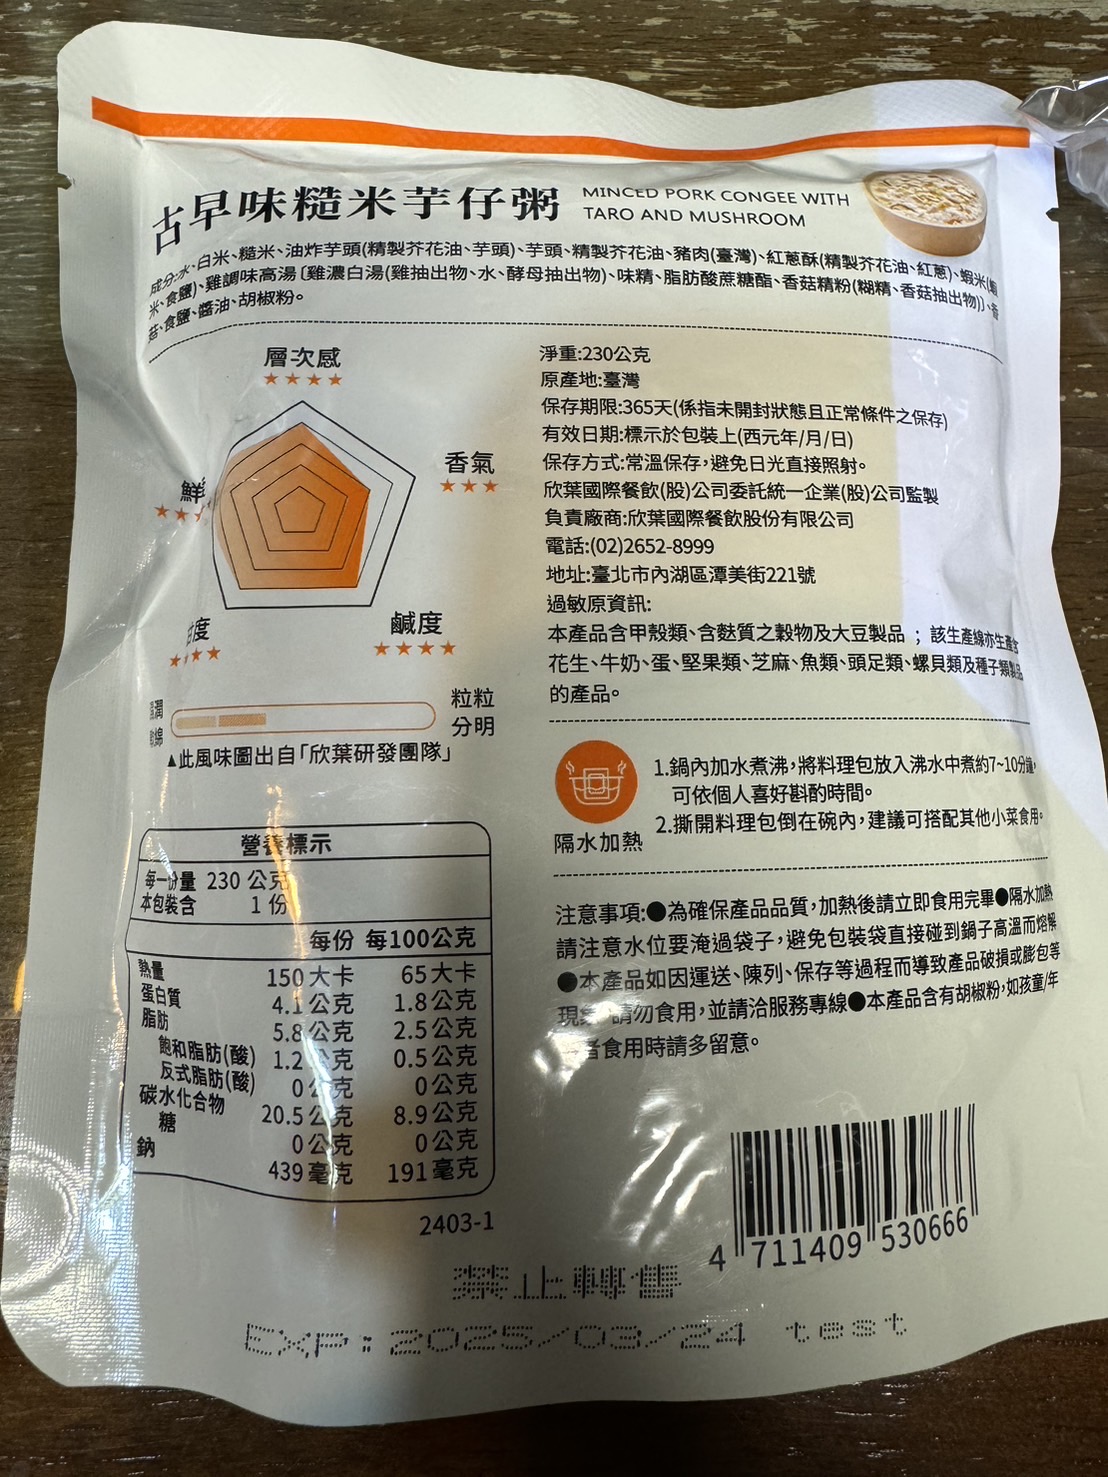 古早味糙米芋仔粥
MINCED PORK CONGEE WITH
TARO AND MUSHROOM
成分:水、白米、糙米、油炸芋頭(精製芥花油、芋頭)、芋頭、精製芥花油、豬肉(臺灣)、紅蔥酥(精製芥花油、紅蔥)、蝦米(蝦
米、食鹽)、雞調味高湯〔雞濃白湯(雞抽出物、水、酵母抽出物)、味精、脂肪酸蔗糖酯、香菇精粉(糊精、香菇抽出物)〕、香
菇、食鹽、醬油、胡椒粉。
層次感
★★★★
香氣
★★★
鮮
★★
鹹度
★★★★
甘度
★★★★
粒粒
分明
▲此風味圖出自「欣葉研發團隊」
淨重:230公克
原產地:臺灣
保存期限:365天(係指未開封狀態且正常條件之保存)
有效日期:標示於包裝上(西元年/月/日)
保存方式:常溫保存,避免日光直接照射。
欣葉國際餐飲(股)公司委託統一企業(股)公司監製
負責廠商:欣葉國際餐飲股份有限公司
電話:(02)2652-8999
地址:臺北市內湖區潭美街221號
過敏原資訊:
本產品含甲殼類、含麩質之穀物及大豆製品 ; 該生產線亦生產含
花生、牛奶、蛋、堅果類、芝麻、魚類、頭足類、螺貝類及種子類製品
的產品。
隔水加熱
1.鍋內加水煮沸,將料理包放入沸水中煮約7~10分鐘,
可依個人喜好斟酌時間。
2.撕開料理包倒在碗內,建議可搭配其他小菜食用。
注意事項:●為確保產品品質,加熱後請立即食用完畢●隔水加熱
請注意水位要淹過袋子,避免包裝袋直接碰到鍋子高溫而熔解
●本產品如因運送、陳列、保存等過程而導致產品破損或膨包等
現象,請勿食用,並請洽服務專線●本產品含有胡椒粉,如孩童/年
者食用時請多留意。
營養標示
每一份量 230 公克
本包裝含 1 份
每份 每100公克
熱量 150大卡 65大卡
蛋白質 4.1公克 1.8公克
脂肪 5.8公克 2.5公克
飽和脂肪(酸) 1.2公克 0.5公克
反式脂肪(酸) 0公克 0公克
碳水化合物 20.5公克 8.9公克
糖 0公克 0公克
鈉 439毫克 191毫克
2403-1
4 711409 530666
禁止轉售
EXP:2025/03/24 test